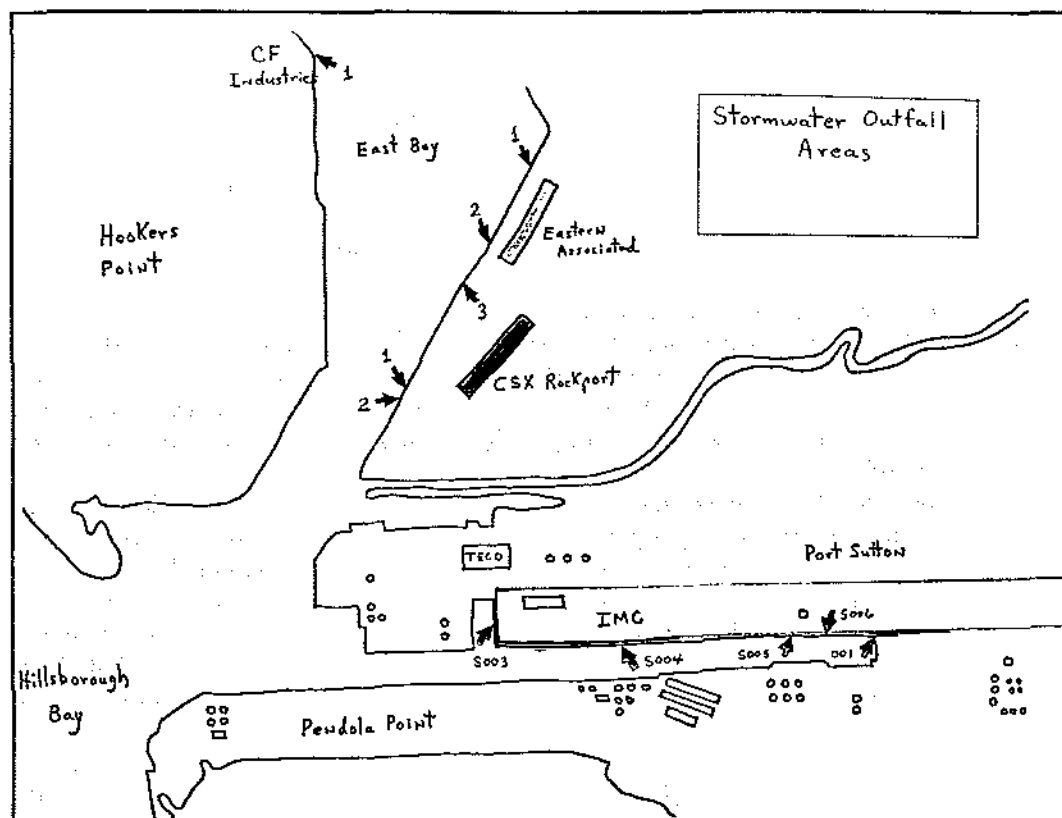 CF
Industries
1
East Bay
Stormwater Outfall
Areas
1
2
Hookers
Point
Eastern
Associated
3
1
2
CSX Rockport
TECO
Port Sutton
IMC
S006
S003
S004
S005
001
Hillsborough
Bay
Pendola Point